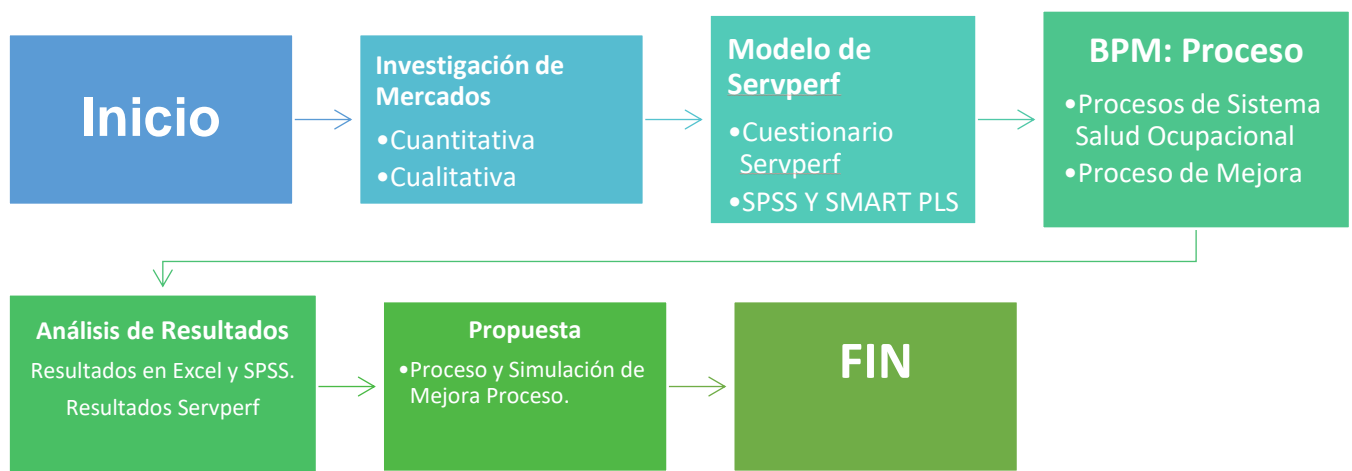 Inicio
Investigación de
Mercados
•Cuantitativa
•Cualitativa
Modelo de
Servperf
•Cuestionario
Servperf
•SPSS Y SMART PLS
BPM: Proceso
•Procesos de Sistema
Salud Ocupacional
•Proceso de Mejora
Análisis de Resultados
Resultados en Excel y SPSS.
Resultados Servperf
Propuesta
•Proceso y Simulación de
Mejora Proceso.
FIN